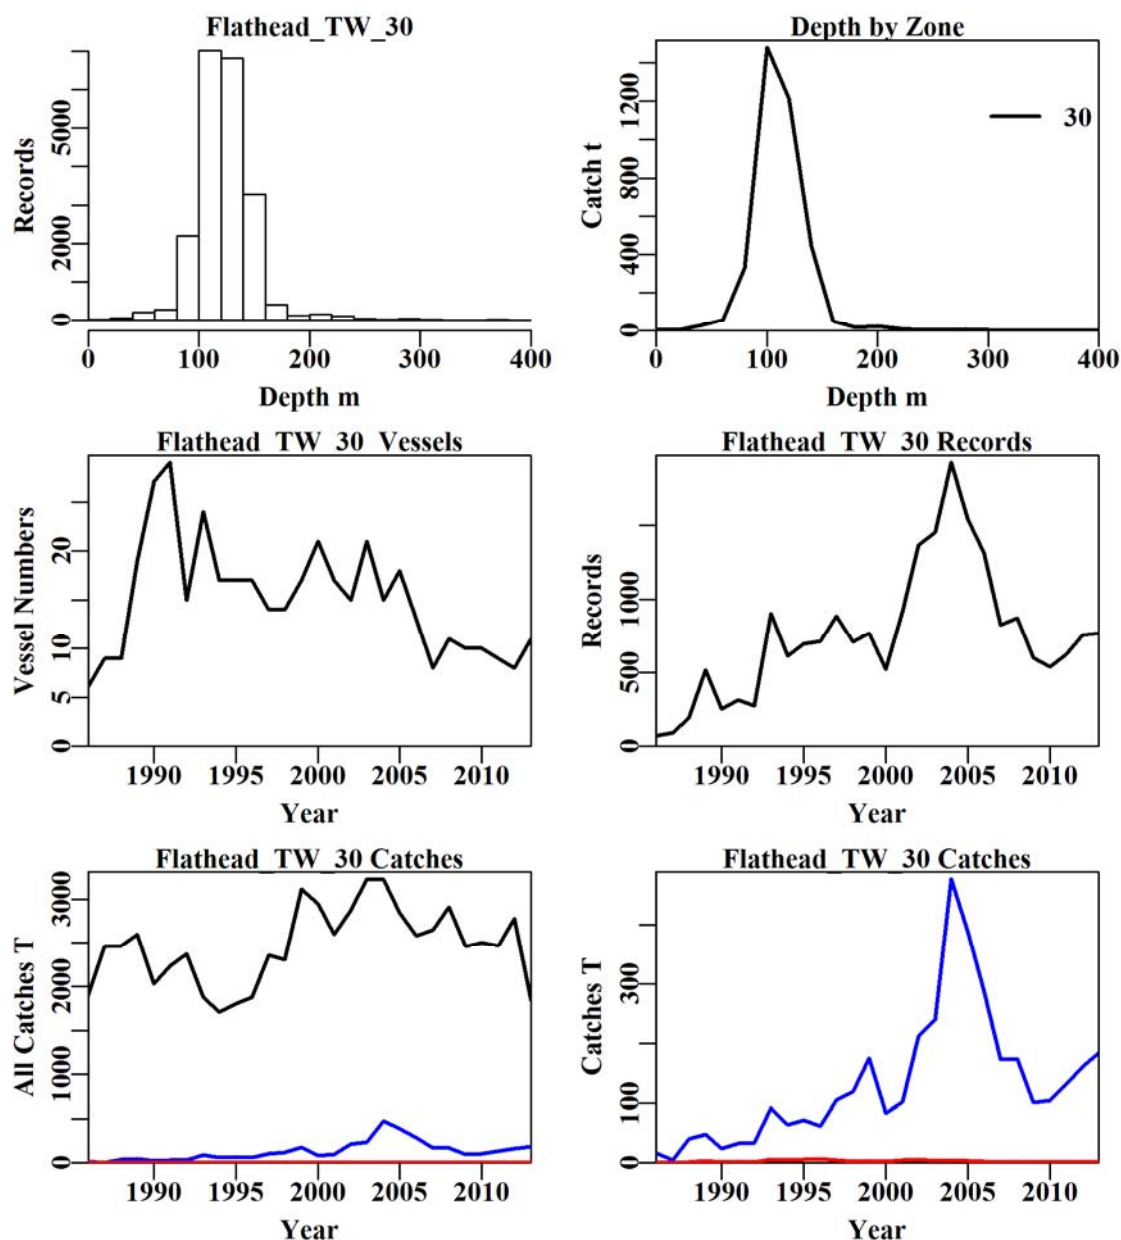 Flathead_TW_30
Records
0 2000 5000
0 100 200 300 400
Depth m
Depth by Zone
Catch t
0 400 800 1200
30
0 100 200 300 400
Depth m
Flathead_TW_30_Vessels
Vessel Numbers
0 5 10 20
1990 1995 2000 2005 2010
Year
Flathead_TW_30 Records
Records
0 500 1000
1990 1995 2000 2005 2010
Year
Flathead_TW_30 Catches
All Catches T
0 1000 2000 3000
1990 1995 2000 2005 2010
Year
Flathead_TW_30 Catches
Catches T
0 100 300
1990 1995 2000 2005 2010
Year